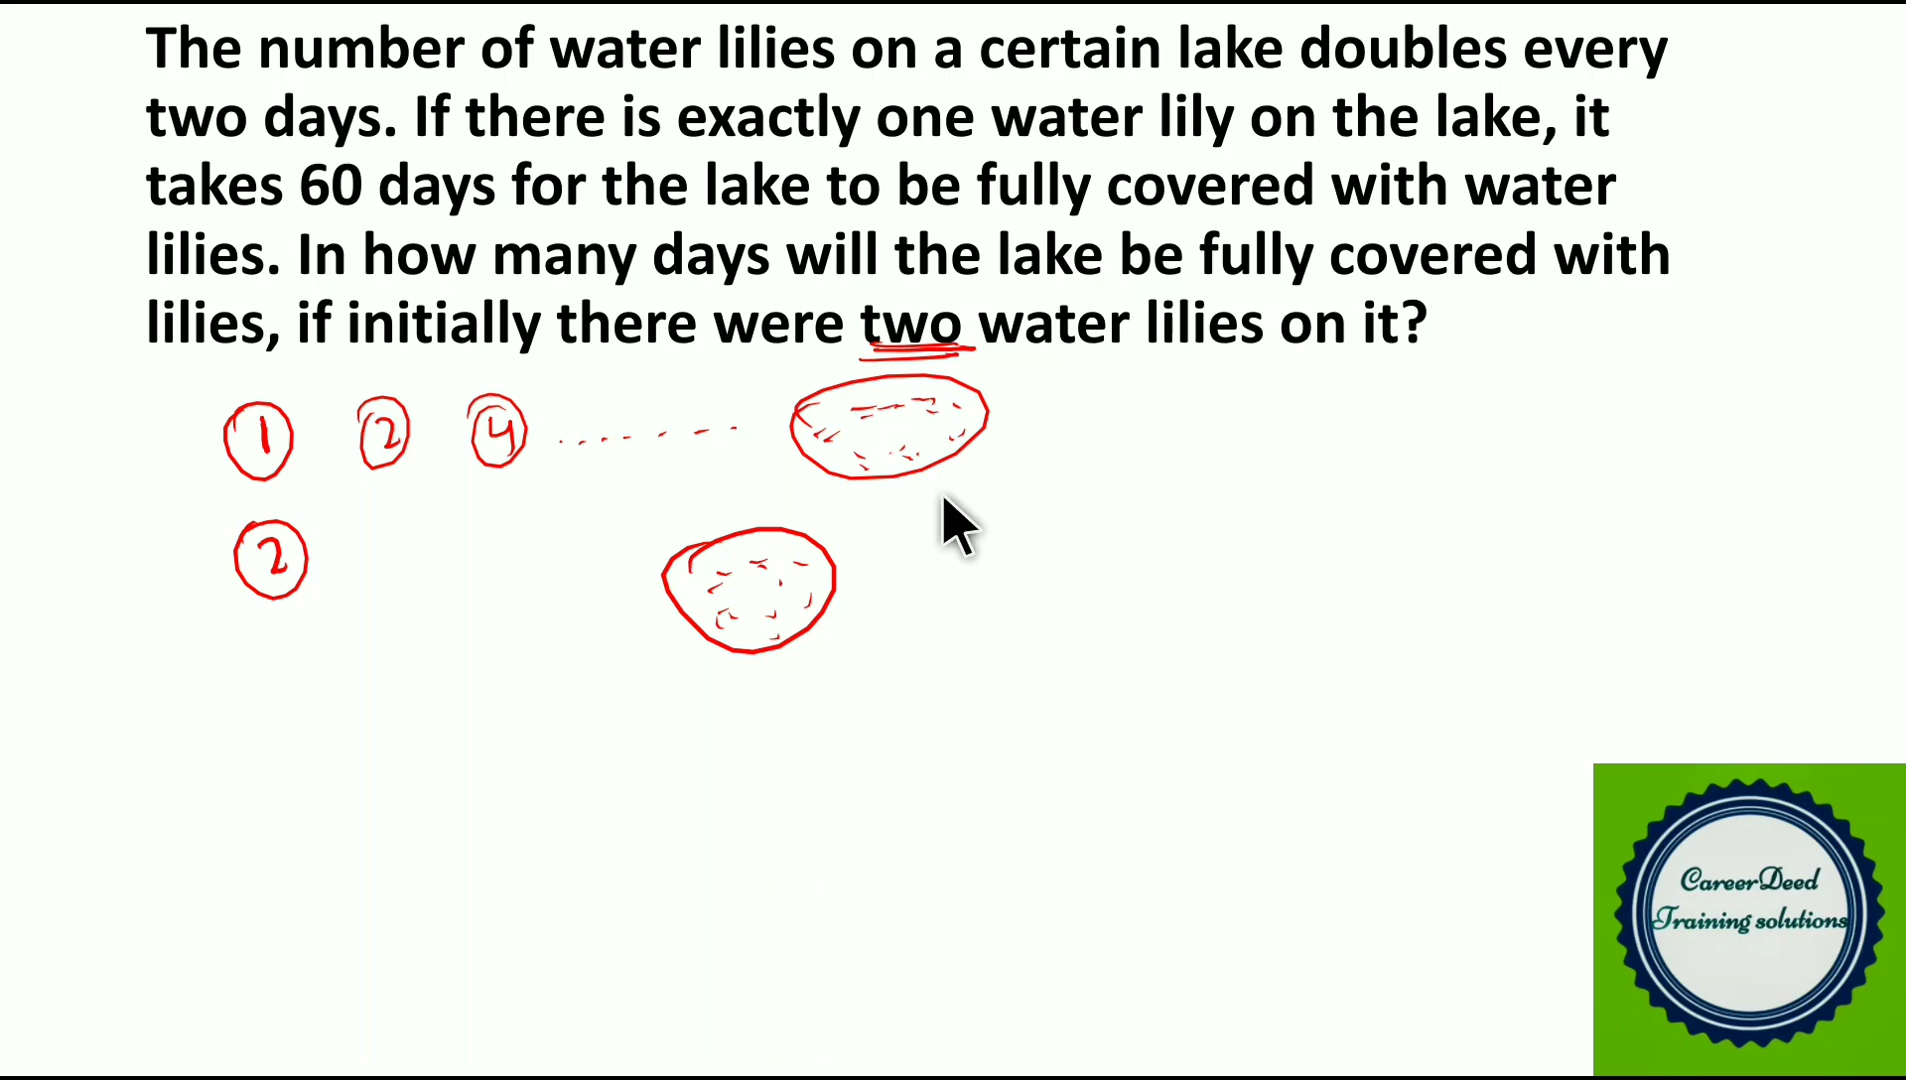 The number of water lilies on a certain lake doubles every
two days. If there is exactly one water lily on the lake, it
takes 60 days for the lake to be fully covered with water
lilies. In how many days will the lake be fully covered with
lilies, if initially there were two water lilies on it?
1 2 4
2
CareerDeed
Training solutions